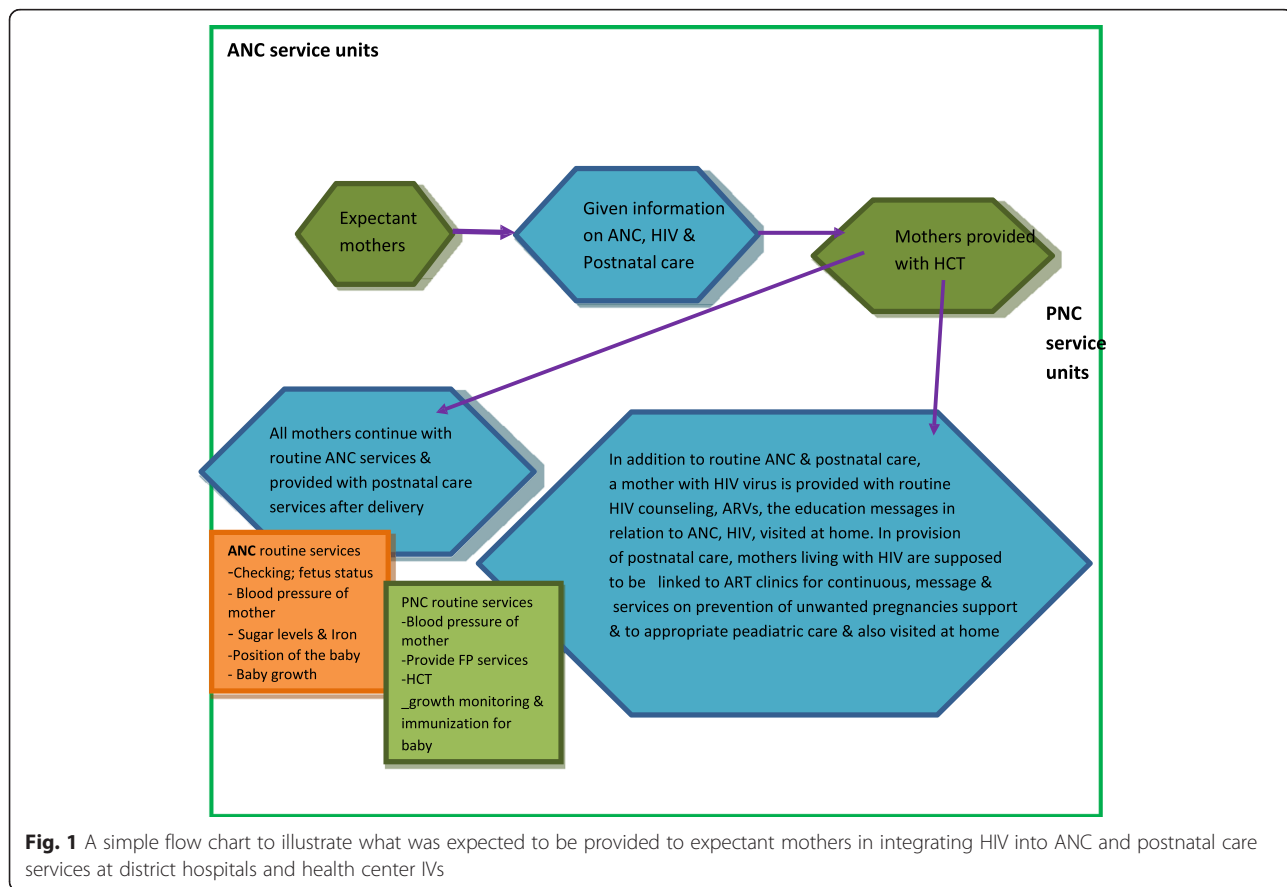 ANC service units
Expectant
mothers
Given information
on ANC, HIV &
Postnatal care
Mothers provided
with HCT
PNC
service
units
All mothers continue with
routine ANC services &
provided with postnatal care
services after delivery
In addition to routine ANC & postnatal care,
a mother with HIV virus is provided with routine
HIV counseling, ARVs, the education messages in
relation to ANC, HIV, visited at home. In provision
of postnatal care, mothers living with HIV are supposed
to be linked to ART clinics for continuous, message &
services on prevention of unwanted pregnancies support
& to appropriate peadiatric care & also visited at home
ANC routine services
-Checking; fetus status
- Blood pressure of
mother
- Sugar levels & Iron
-Position of the baby
- Baby growth
PNC routine services
-Blood pressure of
mother
-Provide FP services
-HCT
_growth monitoring &
immunization for
baby
Fig. 1 A simple flow chart to illustrate what was expected to be provided to expectant mothers in integrating HIV into ANC and postnatal care
services at district hospitals and health center IVs